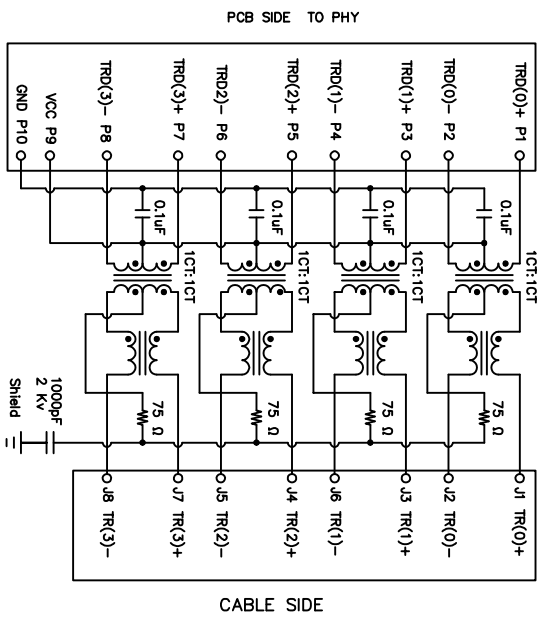 PCB SIDE TO PHY
GND P10
VCC P9
TRD(3)- P8
TRD(3)+ P7
TRD2)- P6
TRD(2)+ P5
TRD(1)- P4
TRD(1)+ P3
TRD(0)- P2
TRD(0)+ P1
0.1uF
0.1uF
0.1uF
0.1uF
1CT:1CT
1CT:1CT
1CT:1CT
1CT:1CT
75 Ω
75 Ω
75 Ω
75 Ω
1000pF
2 Kv
Shield
J8 TR(3)-
J7 TR(3)+
J5 TR(2)-
J4 TR(2)+
J6 TR(1)-
J3 TR(1)+
J2 TR(0)-
J1 TR(0)+
CABLE SIDE